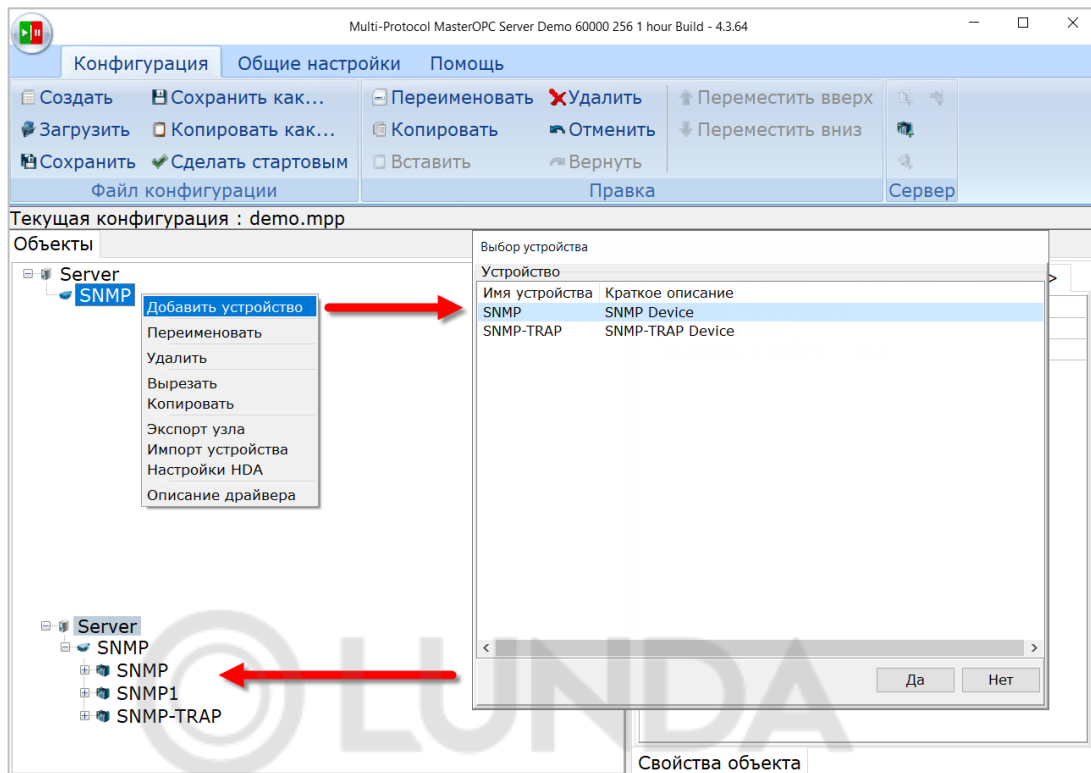 Multi-Protocol MasterOPC Server Demo 60000 256 1 hour Build - 4.3.64
Конфигурация Общие настройки Помощь
Создать Сохранить как... Переименовать Удалить Переместить вверх
Загрузить Копировать как... Копировать Отменить Переместить вниз
Сохранить Сделать стартовым Вставить Вернуть
Файл конфигурации Правка Сервер
Текущая конфигурация : demo.mpp
Объекты
Server
SNMP
Добавить устройство
Переименовать
Удалить
Вырезать
Копировать
Экспорт узла
Импорт устройства
Настройки HDA
Описание драйвера
Выбор устройства
Устройство
Имя устройства Краткое описание
SNMP SNMP Device
SNMP-TRAP SNMP-TRAP Device
Да Нет
Server
SNMP
SNMP
SNMP1
SNMP-TRAP
LUNDA
Свойства объекта